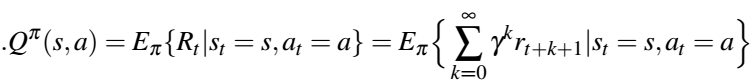 .Q^π(s,a) = E_π{R_t|s_t = s,a_t = a} = E_π{∑_{k=0}^{∞} γ^k r_{t+k+1}|s_t = s,a_t = a}